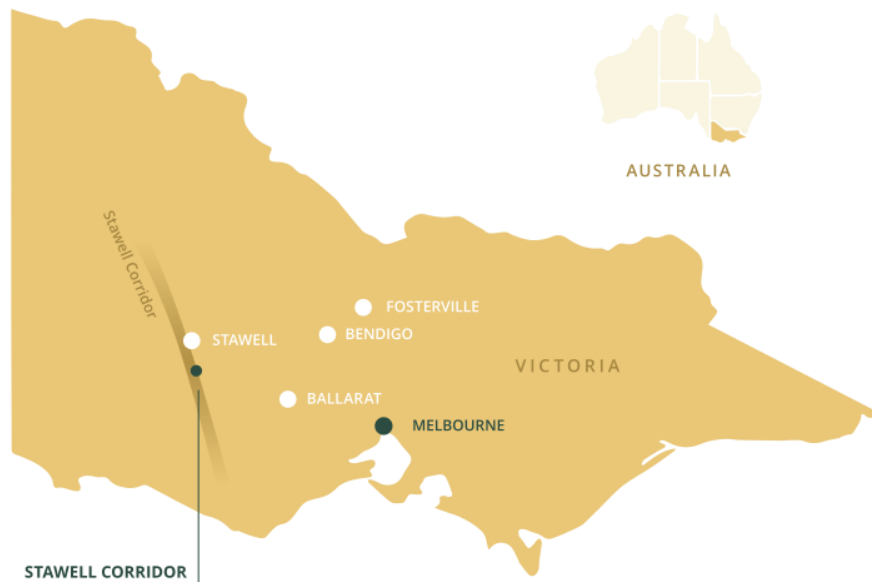 AUSTRALIA
Stawell Corridor
FOSTERVILLE
BENDIGO
STAWELL
VICTORIA
BALLARAT
MELBOURNE
STAWELL CORRIDOR